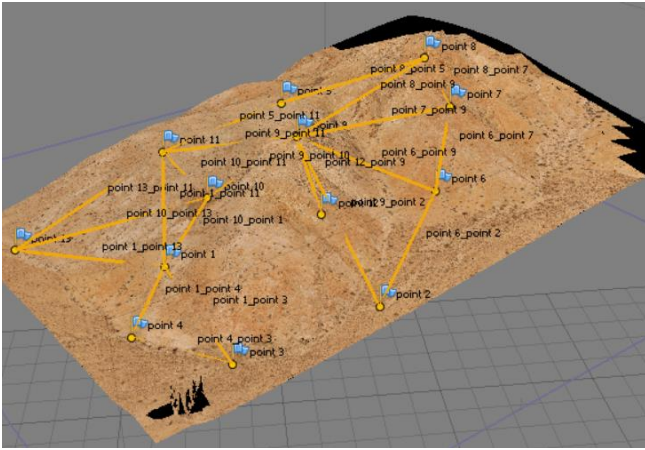 point 8
point 8_point 5
point 8_point 7
point 8_point 9
point 7
point 5
point 7_point 9
point 5_point 11
point 9
point 9_point 11
point 6_point 7
point 11
point 6_point 9
point 9_point 10
point 10_point 11
point 12_point 9
point 6
point 10
point 13_point 11
point 1_point 11
point 9_point 2
point 10_point 13
point 10_point 1
point 6_point 2
point 13
point 1_point 13
point 1
point 1_point 4
point 2
point 1_point 3
point 4
point 4_point 3
point 3